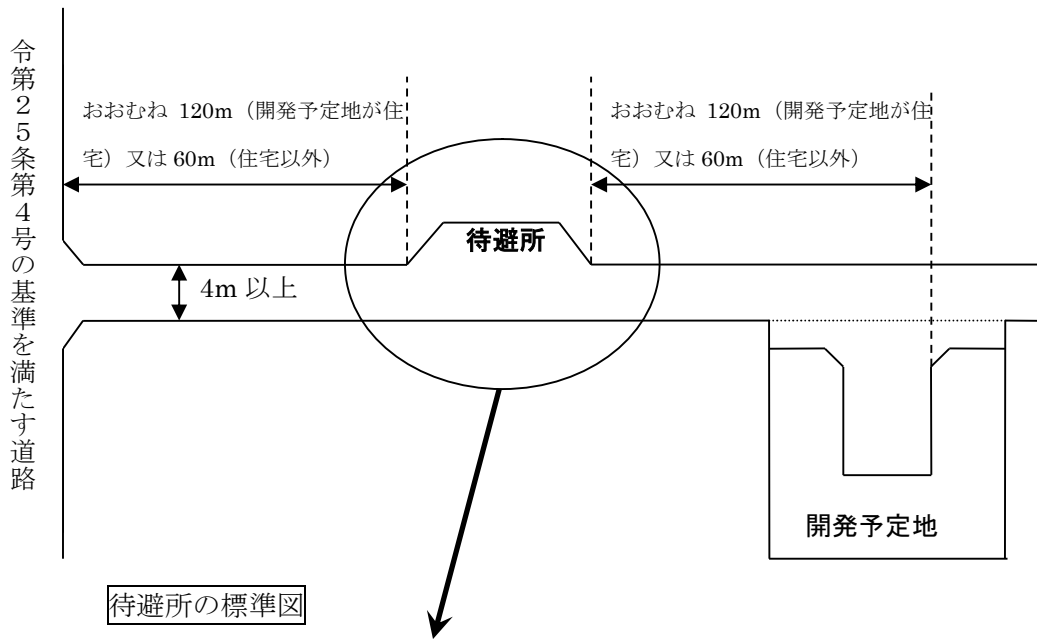 令第２５条第４号の基準を満たす道路
おおむね 120m（開発予定地が住
宅）又は 60m（住宅以外）
おおむね 120m（開発予定地が住
宅）又は 60m（住宅以外）
待避所
4m 以上
開発予定地
待避所の標準図